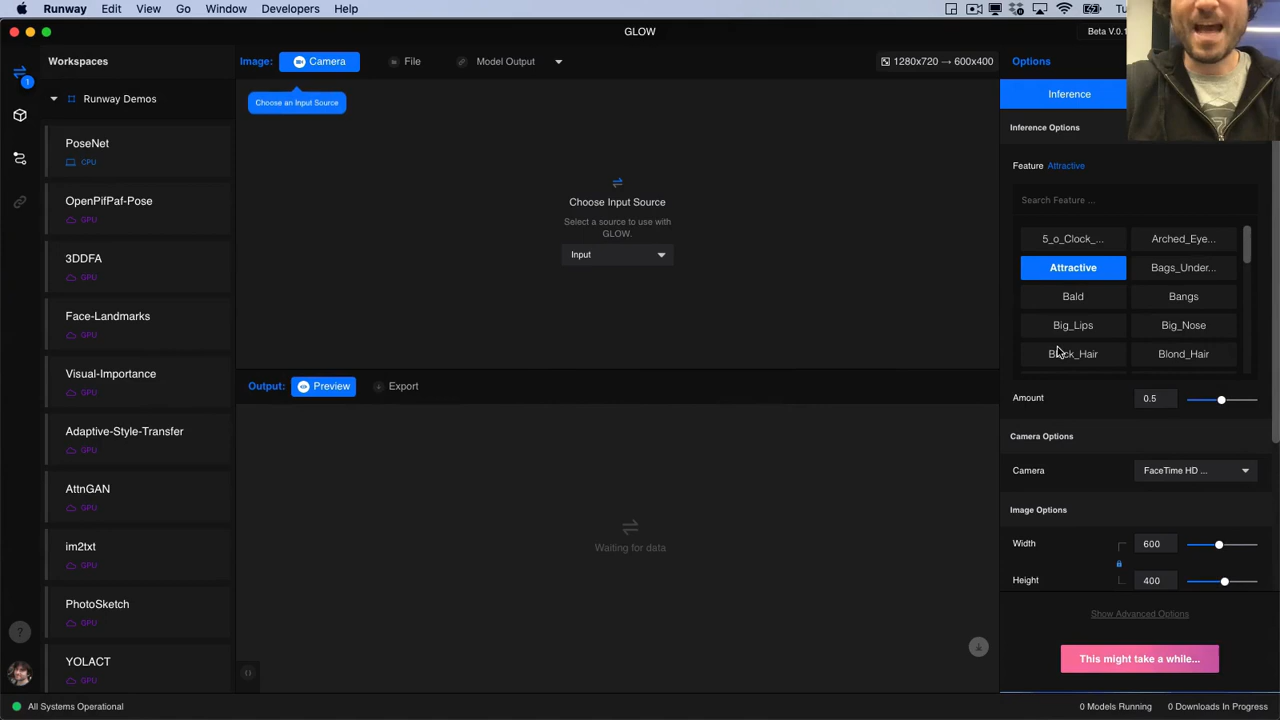 Runway Edit View Go Window Developers Help Tu
GLOW
Beta V.0.1
Workspaces
Image: Camera File Model Output
1280x720 → 600x400
Options
1
Runway Demos
Choose an Input Source
Inference
Inference Options
PoseNet
CPU
OpenPifPaf-Pose
GPU
3DDFA
GPU
Face-Landmarks
GPU
Visual-Importance
GPU
Adaptive-Style-Transfer
GPU
AttnGAN
GPU
im2txt
GPU
PhotoSketch
GPU
YOLACT
GPU
Choose Input Source
Select a source to use with
GLOW.
Input
Output: Preview Export
Waiting for data
{}
Feature Attractive
Search Feature ...
5_o_Clock_... Arched_Eye...
Attractive Bags_Under...
Bald Bangs
Big_Lips Big_Nose
Black_Hair Blond_Hair
Amount 0.5
Camera Options
Camera FaceTime HD ...
Image Options
Width 600
Height 400
Show Advanced Options
This might take a while...
?
All Systems Operational
0 Models Running 0 Downloads In Progress